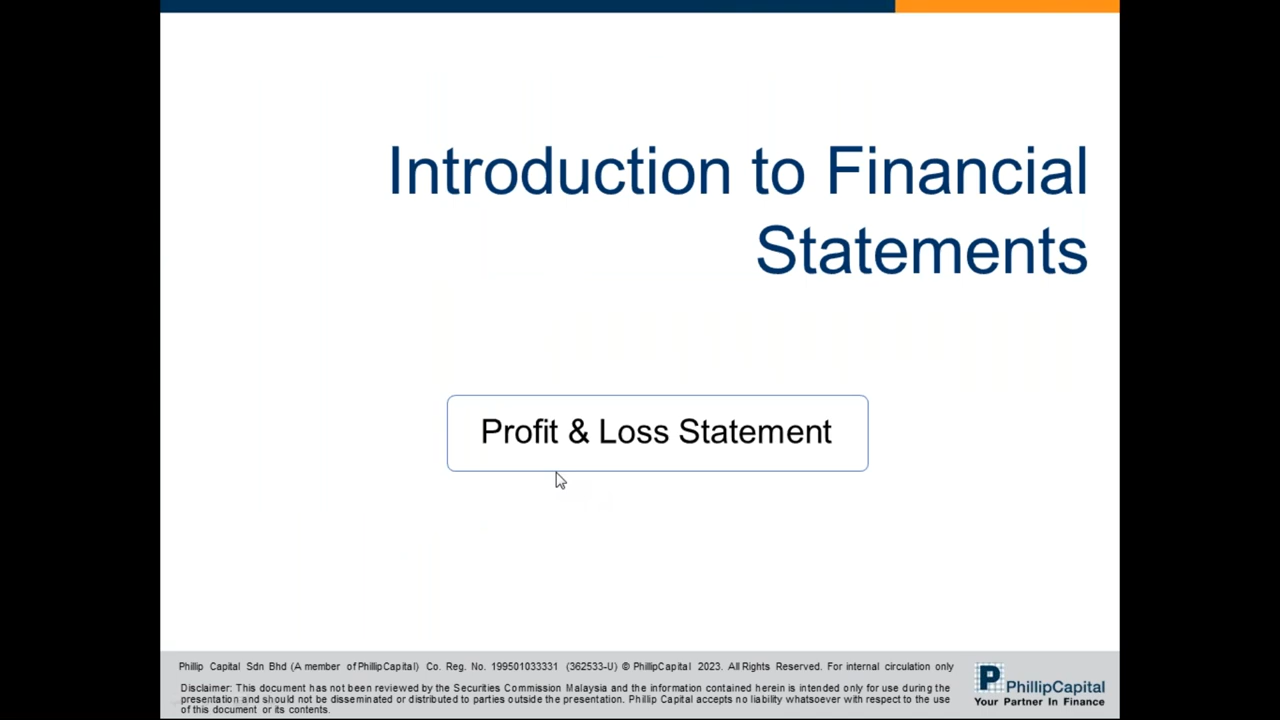 Introduction to Financial
Statements
Profit & Loss Statement
Phillip Capital Sdn Bhd (A member of PhillipCapital) Co. Reg. No. 199501033331 (362533-U) © PhillipCapital 2023. All Rights Reserved. For internal circulation only
Disclaimer: This document has not been reviewed by the Securities Commission Malaysia and the information contained herein is intended only for use during the
presentation and should not be disseminated or distributed to parties outside the presentation. Phillip Capital accepts no liability whatsoever with respect to the use
of this document or its contents.
PhillipCapital
Your Partner In Finance